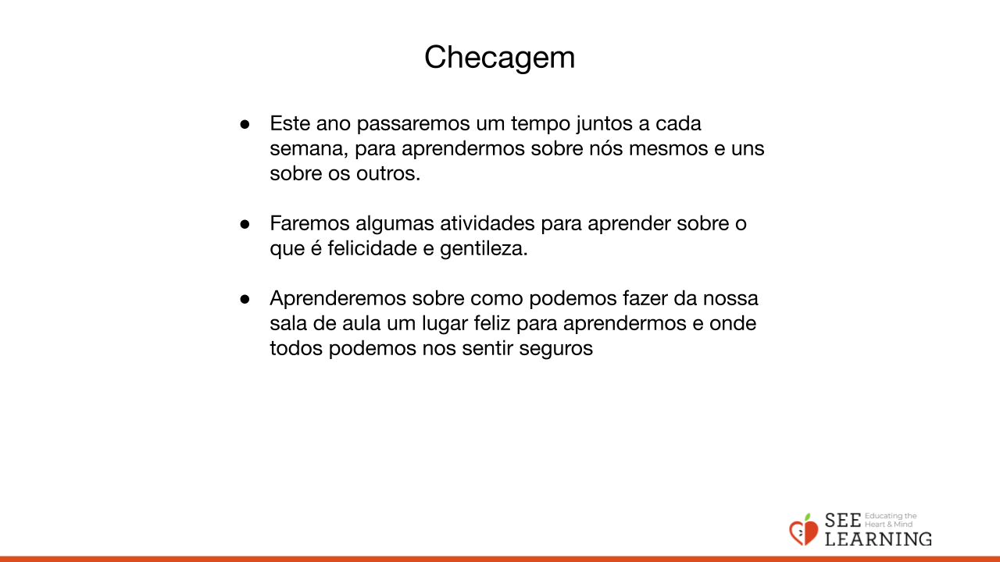 Checagem
● Este ano passaremos um tempo juntos a cada
semana, para aprendermos sobre nós mesmos e uns
sobre os outros.
● Faremos algumas atividades para aprender sobre o
que é felicidade e gentileza.
● Aprenderemos sobre como podemos fazer da nossa
sala de aula um lugar feliz para aprendermos e onde
todos podemos nos sentir seguros
SEE Educating the
Heart & Mind
LEARNING